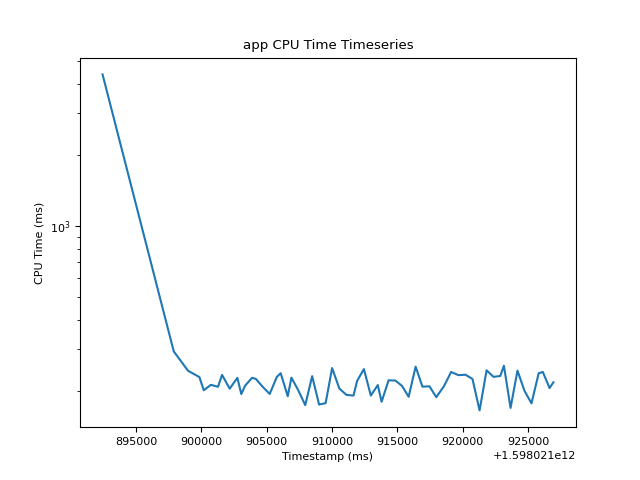 app CPU Time Timeseries
CPU Time (ms)
10³
895000 900000 905000 910000 915000 920000 925000
Timestamp (ms)
+1.598021e12